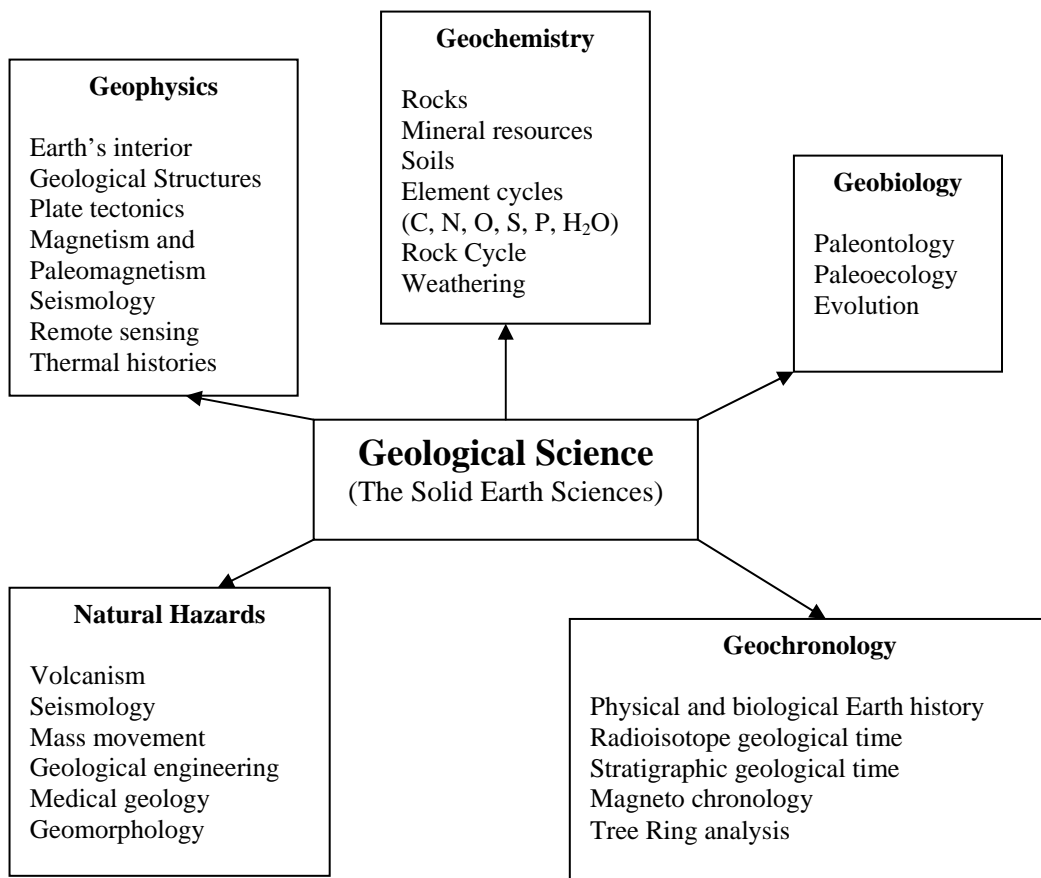 Geophysics
Earth’s interior
Geological Structures
Plate tectonics
Magnetism and
Paleomagnetism
Seismology
Remote sensing
Thermal histories
Geochemistry
Rocks
Mineral resources
Soils
Element cycles
(C, N, O, S, P, H₂O)
Rock Cycle
Weathering
Geobiology
Paleontology
Paleoecology
Evolution
Geological Science
(The Solid Earth Sciences)
Natural Hazards
Volcanism
Seismology
Mass movement
Geological engineering
Medical geology
Geomorphology
Geochronology
Physical and biological Earth history
Radioisotope geological time
Stratigraphic geological time
Magneto chronology
Tree Ring analysis